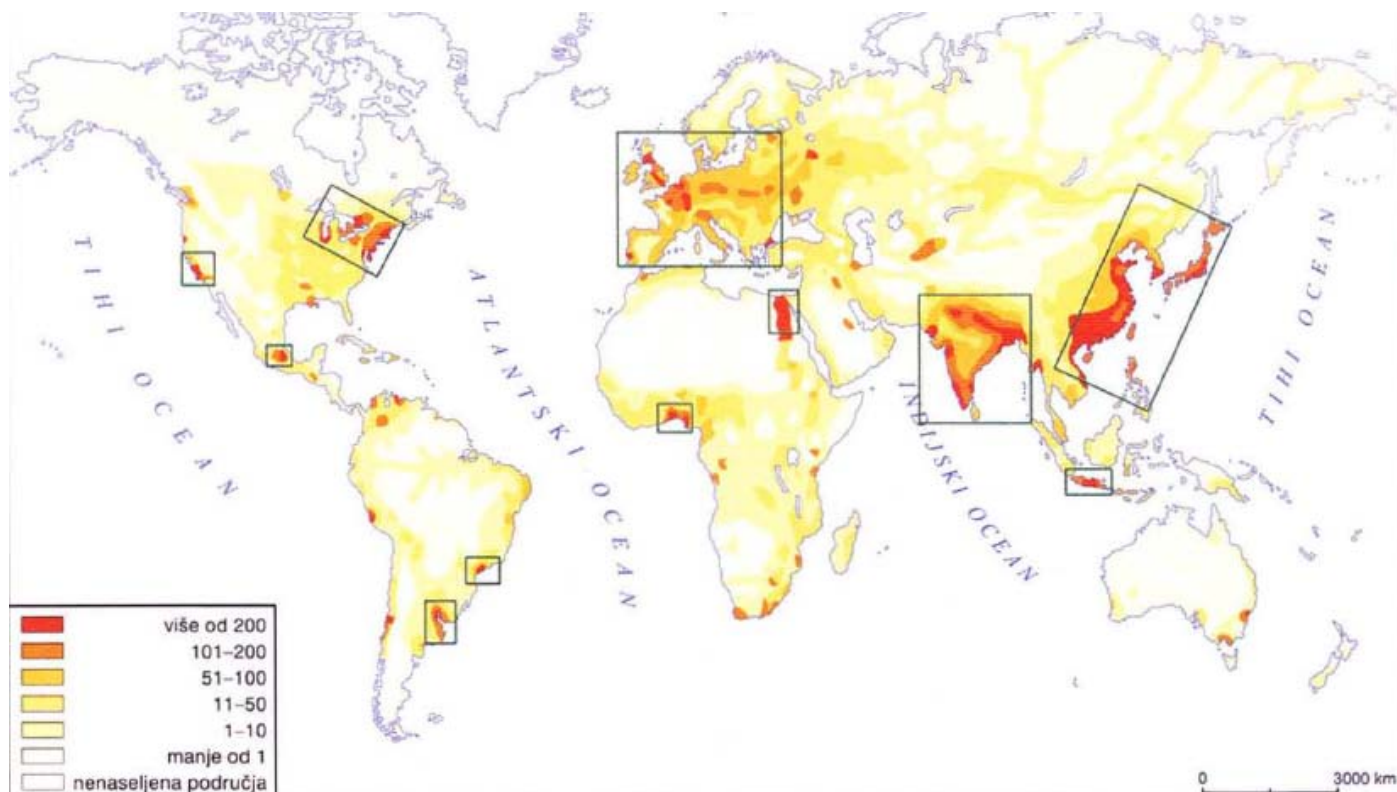 TIHI OCEAN
ATLANTSKI OCEAN
INDIJSKI OCEAN
TIHI OCEAN
više od 200
101–200
51–100
11–50
1–10
manje od 1
nenaseljena područja
0 3000 km